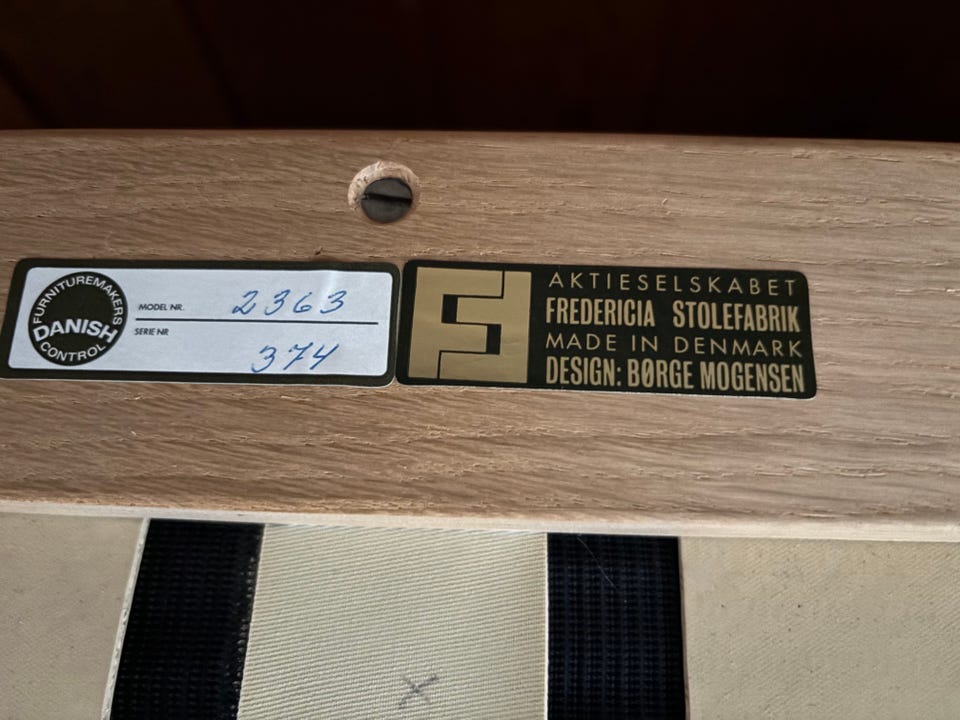 FURNITUREMAKERS
DANISH
CONTROL
MODEL NR. 2363
SERIE NR 374
AKTIESELSKABET
FREDERICIA STOLEFABRIK
MADE IN DENMARK
DESIGN: BØRGE MOGENSEN